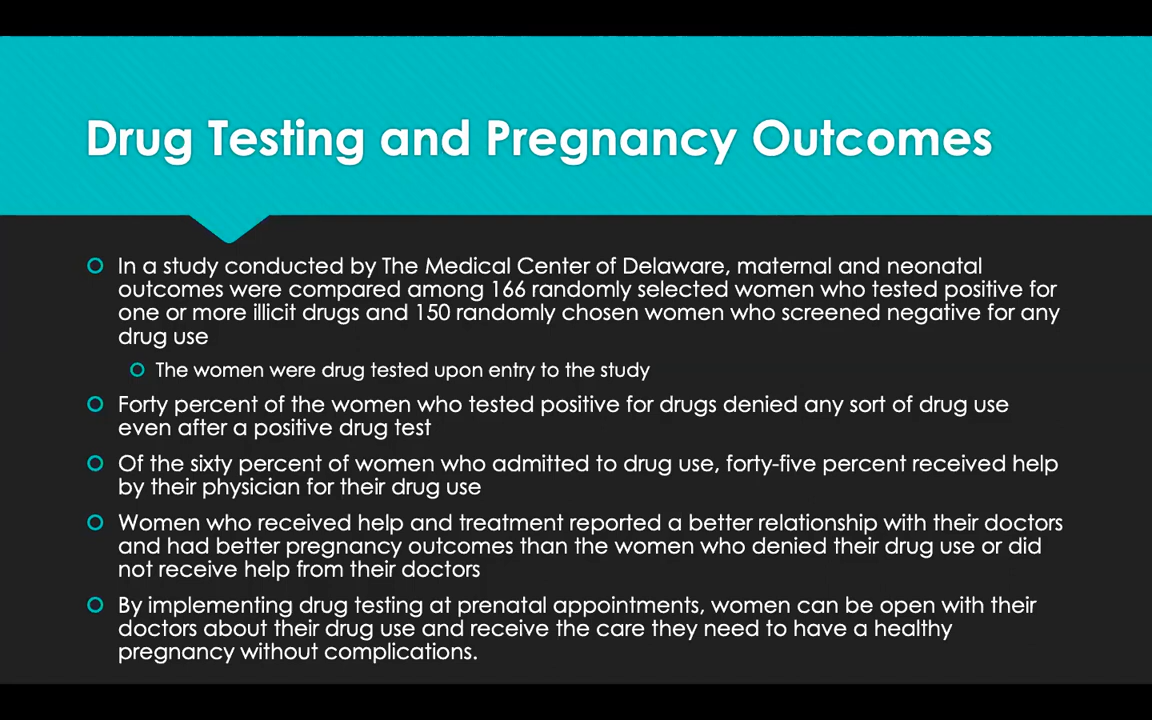 Drug Testing and Pregnancy Outcomes
In a study conducted by The Medical Center of Delaware, maternal and neonatal
outcomes were compared among 166 randomly selected women who tested positive for
one or more illicit drugs and 150 randomly chosen women who screened negative for any
drug use
The women were drug tested upon entry to the study
Forty percent of the women who tested positive for drugs denied any sort of drug use
even after a positive drug test
Of the sixty percent of women who admitted to drug use, forty-five percent received help
by their physician for their drug use
Women who received help and treatment reported a better relationship with their doctors
and had better pregnancy outcomes than the women who denied their drug use or did
not receive help from their doctors
By implementing drug testing at prenatal appointments, women can be open with their
doctors about their drug use and receive the care they need to have a healthy
pregnancy without complications.